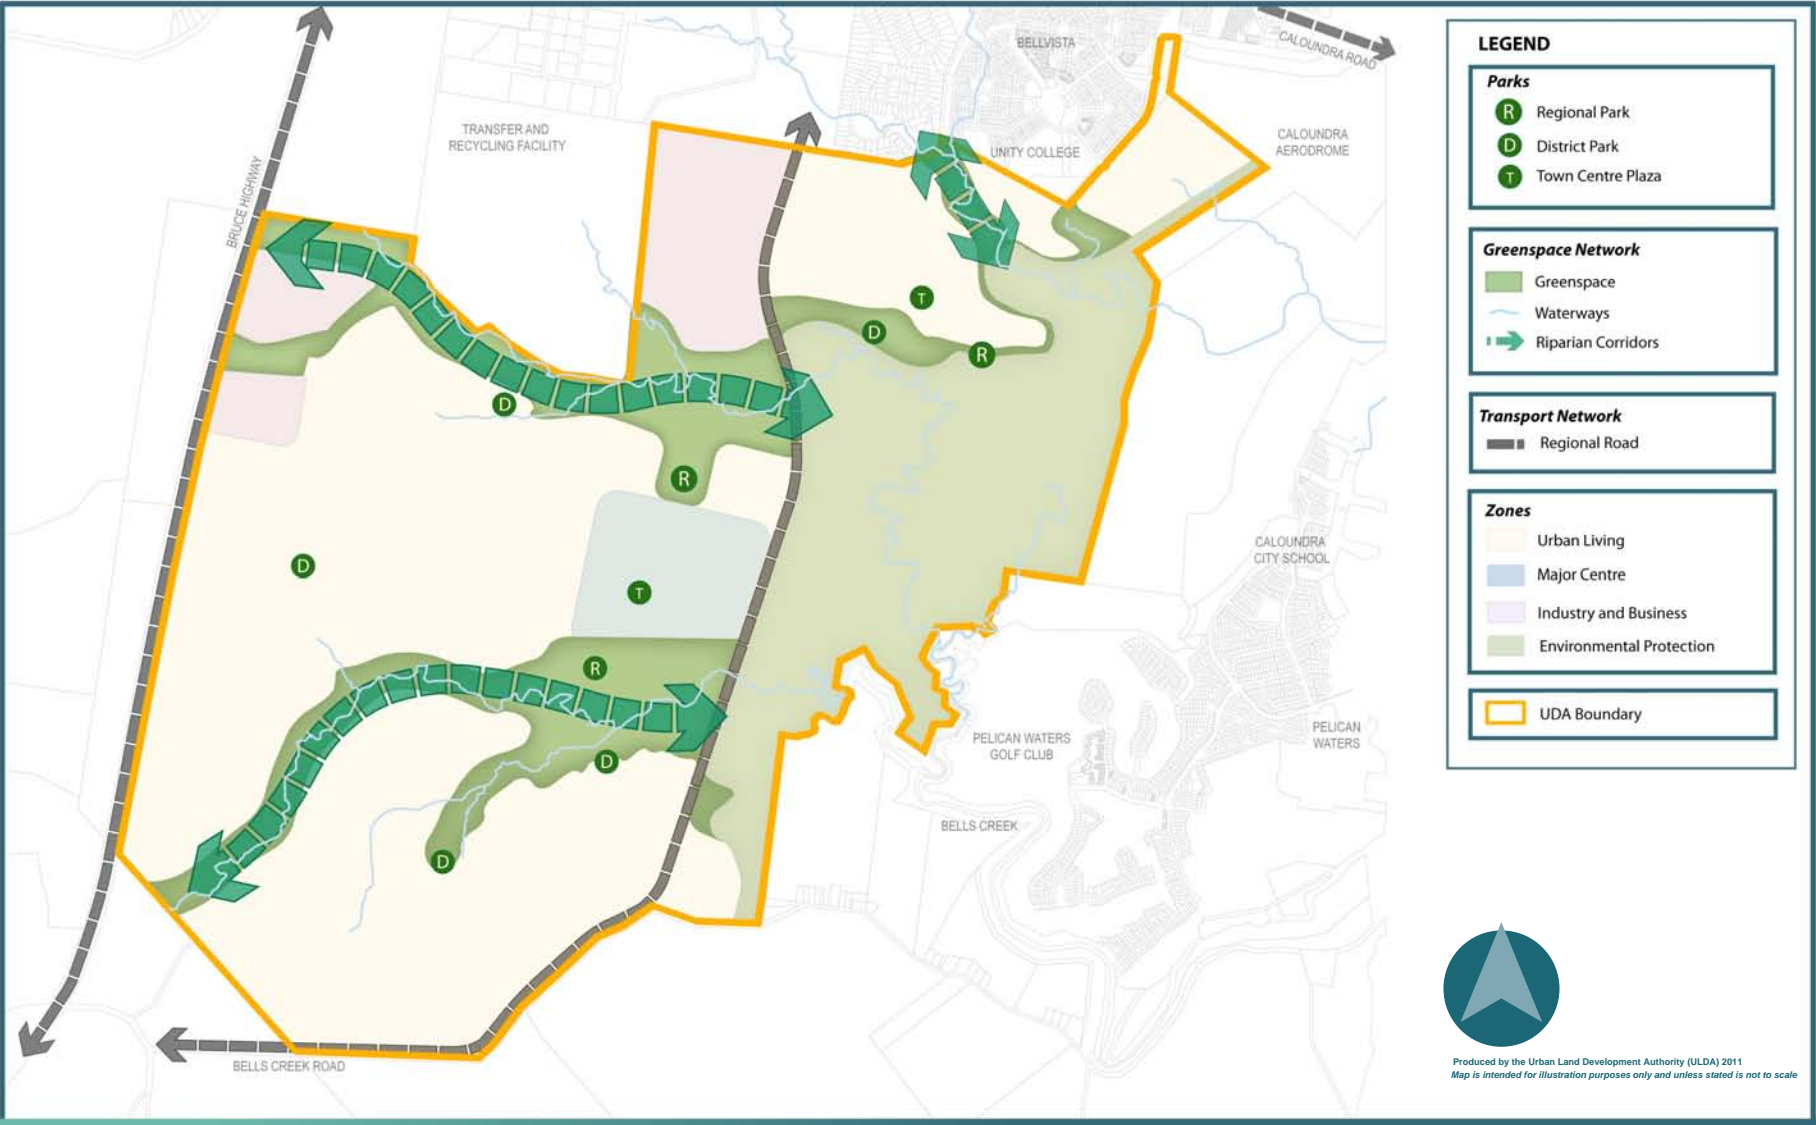 BELLVISTA
CALOUNDRA ROAD
TRANSFER AND
RECYCLING FACILITY
UNITY COLLEGE
CALOUNDRA
AERODROME
BRUCE HIGHWAY
T
D
R
D
R
D
T
R
D
D
CALOUNDRA
CITY SCHOOL
PELICAN WATERS
GOLF CLUB
PELICAN
WATERS
BELLS CREEK
BELLS CREEK ROAD
LEGEND
Parks
R Regional Park
D District Park
T Town Centre Plaza
Greenspace Network
Greenspace
Waterways
Riparian Corridors
Transport Network
Regional Road
Zones
Urban Living
Major Centre
Industry and Business
Environmental Protection
UDA Boundary
Produced by the Urban Land Development Authority (ULDA) 2011
Map is intended for illustration purposes only and unless stated is not to scale